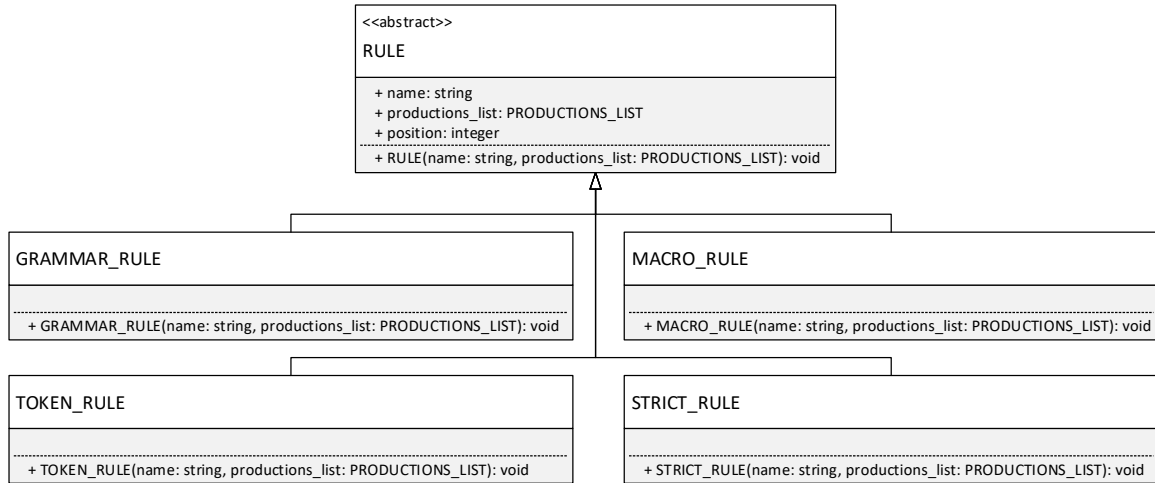 <<abstract>>
RULE
+ name: string
+ productions_list: PRODUCTIONS_LIST
+ position: integer
+ RULE(name: string, productions_list: PRODUCTIONS_LIST): void
GRAMMAR_RULE
+ GRAMMAR_RULE(name: string, productions_list: PRODUCTIONS_LIST): void
MACRO_RULE
+ MACRO_RULE(name: string, productions_list: PRODUCTIONS_LIST): void
TOKEN_RULE
+ TOKEN_RULE(name: string, productions_list: PRODUCTIONS_LIST): void
STRICT_RULE
+ STRICT_RULE(name: string, productions_list: PRODUCTIONS_LIST): void